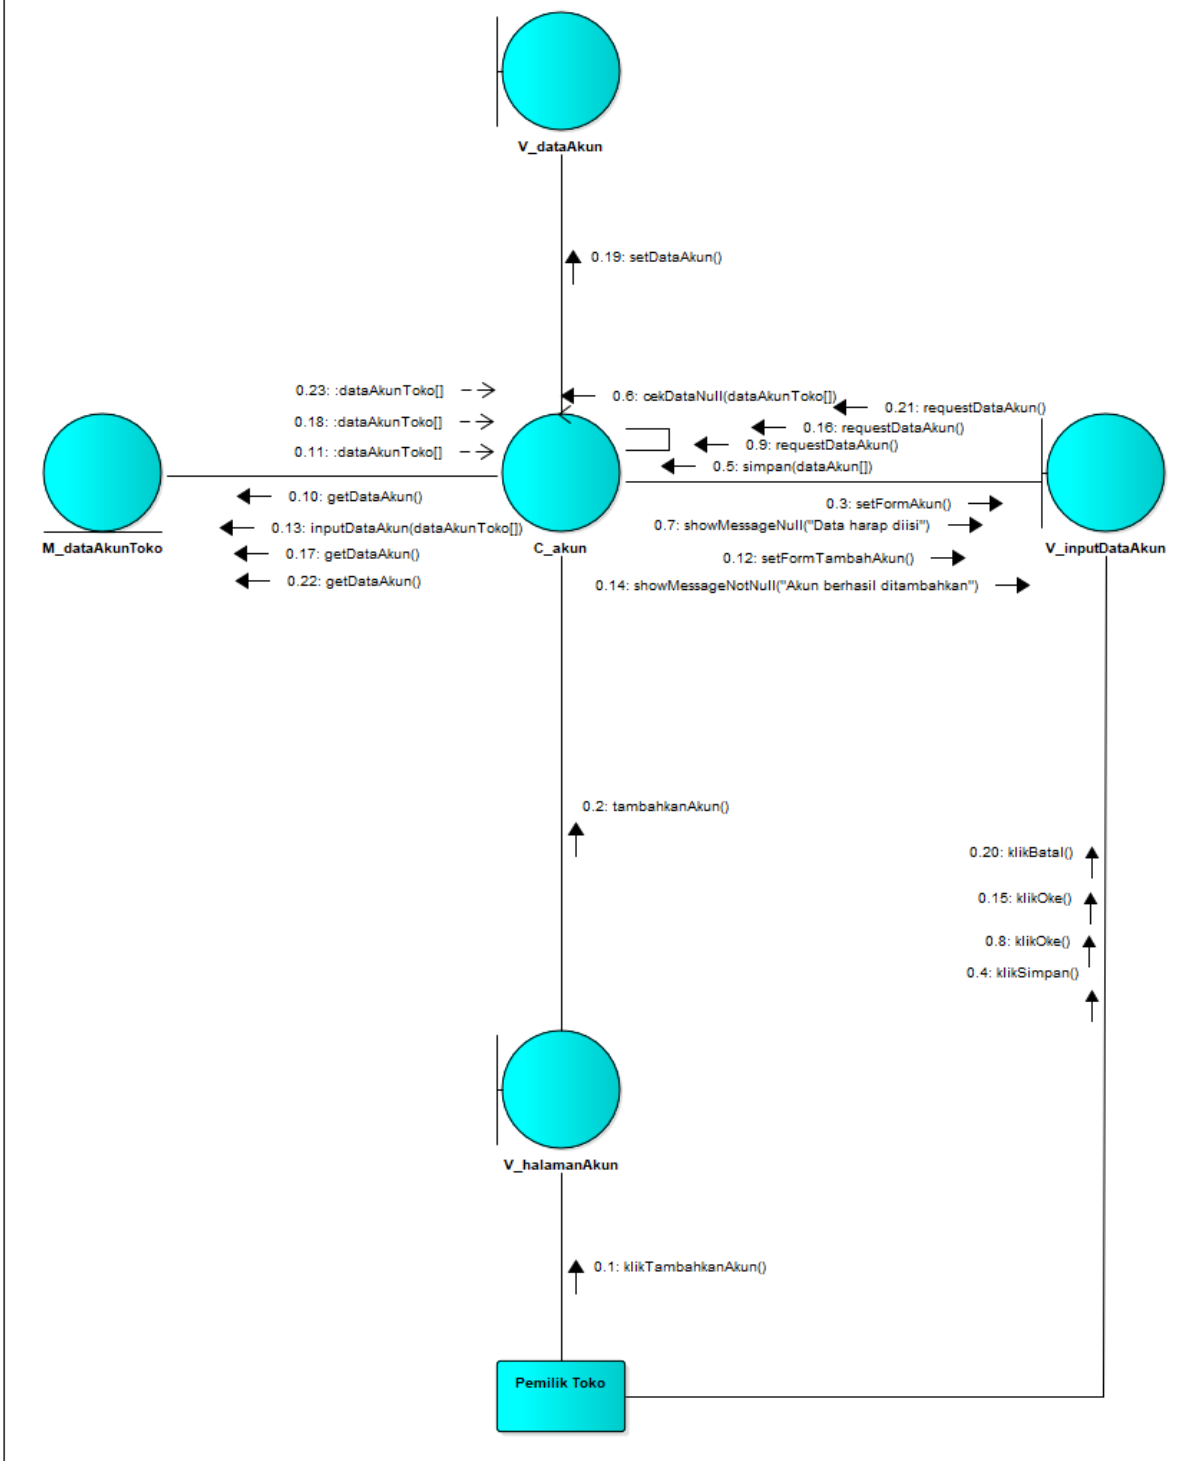 V_dataAkun
0.19: setDataAkun()
0.23: :dataAkunToko[]
0.6: cekDataNull(dataAkunToko[])
0.21: requestDataAkun()
0.18: :dataAkunToko[]
0.16: requestDataAkun()
0.9: requestDataAkun()
0.11: :dataAkunToko[]
0.5: simpan(dataAkun[])
0.10: getDataAkun()
0.3: setFormAkun()
0.13: inputDataAkun(dataAkunToko[])
0.7: showMessageNull("Data harap diisi")
M_dataAkunToko
C_akun
V_inputDataAkun
0.17: getDataAkun()
0.12: setFormTambahAkun()
0.22: getDataAkun()
0.14: showMessageNotNull("Akun berhasil ditambahkan")
0.2: tambahkanAkun()
0.20: klikBatal()
0.15: klikOke()
0.8: klikOke()
0.4: klikSimpan()
V_halamanAkun
0.1: klikTambahkanAkun()
Pemilik Toko